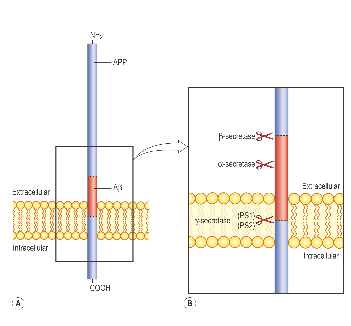 NH₂
APP
Aβ
Extracellular
Intracellular
COOH
A
β-secretase
α-secretase
Extracellular
γ-secretase
(PS1)
(PS2)
Intracellular
B